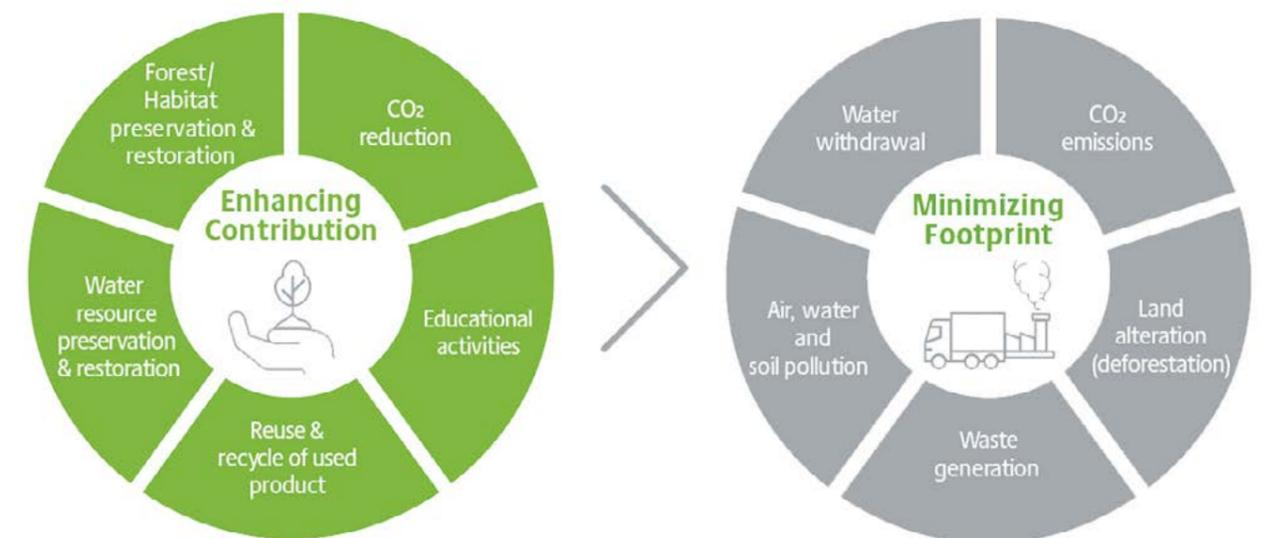 Forest/
Habitat
preservation &
restoration
CO₂
reduction
Enhancing
Contribution
Water
resource
preservation
& restoration
Educational
activities
Reuse &
recycle of used
product
Water
withdrawal
CO₂
emissions
Minimizing
Footprint
Air, water
and
soil pollution
Land
alteration
(deforestation)
Waste
generation